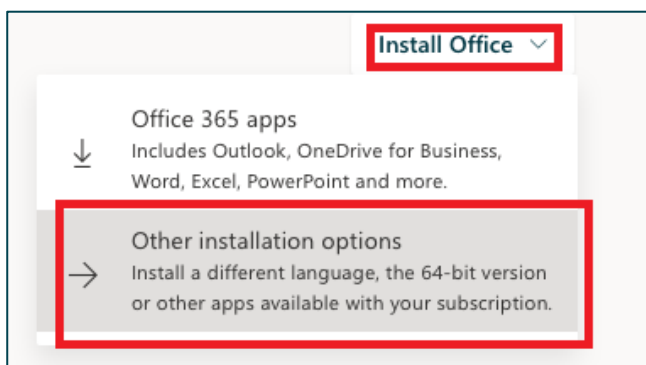 Install Office
Office 365 apps
Includes Outlook, OneDrive for Business,
Word, Excel, PowerPoint and more.
Other installation options
Install a different language, the 64-bit version
or other apps available with your subscription.